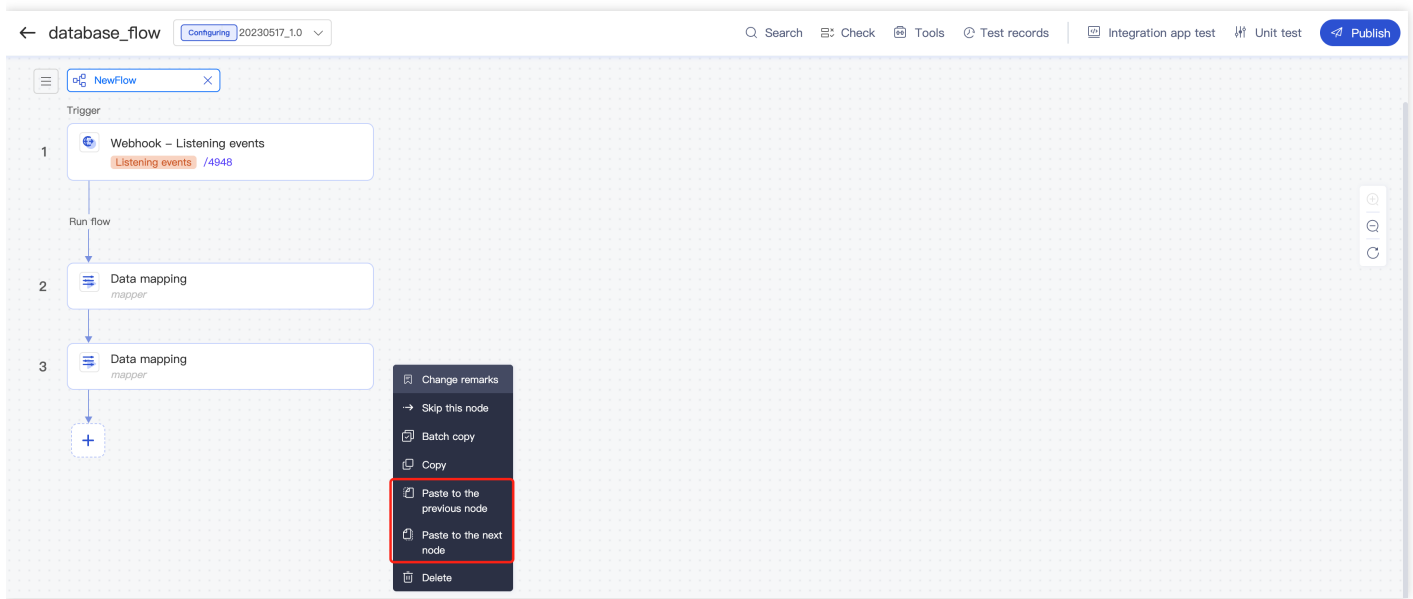 database_flow
Configuring 20230517_1.0
Search
Check
Tools
Test records
Integration app test
Unit test
Publish
NewFlow
Trigger
1
Webhook – Listening events
Listening events /4948
Run flow
2
Data mapping
mapper
3
Data mapping
mapper
Change remarks
Skip this node
Batch copy
Copy
Paste to the
previous node
Paste to the next
node
Delete